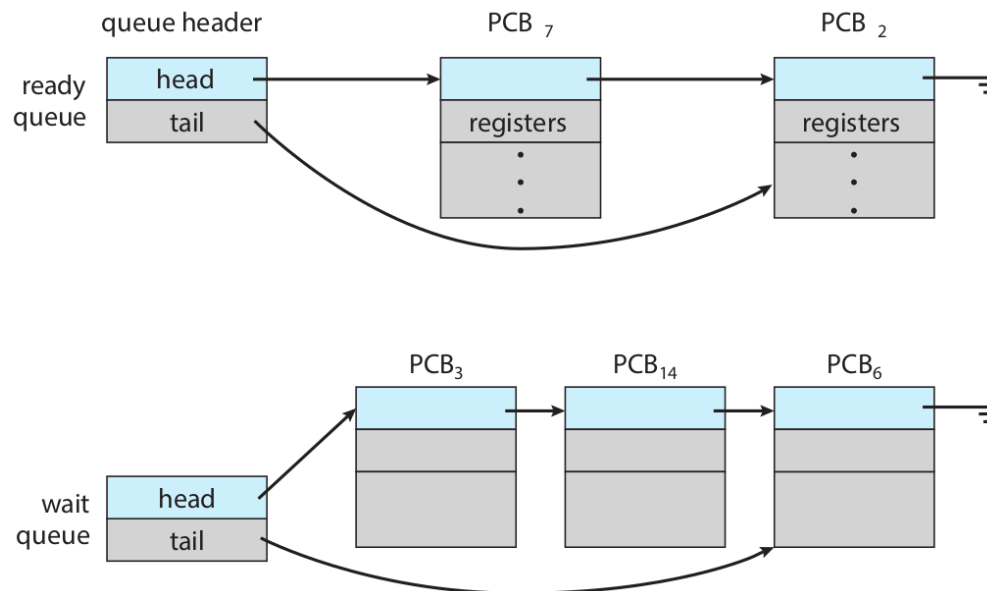 queue header
PCB 7
PCB 2
ready
queue
head
tail
registers
registers
PCB3
PCB14
PCB6
wait
queue
head
tail